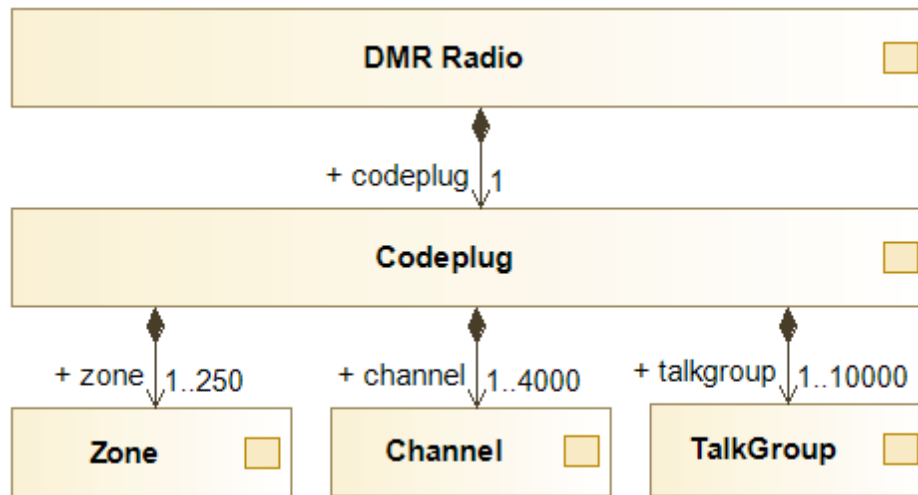 DMR Radio
+ codeplug 1
Codeplug
+ zone 1..250 + channel 1..4000 + talkgroup 1..10000
Zone Channel TalkGroup